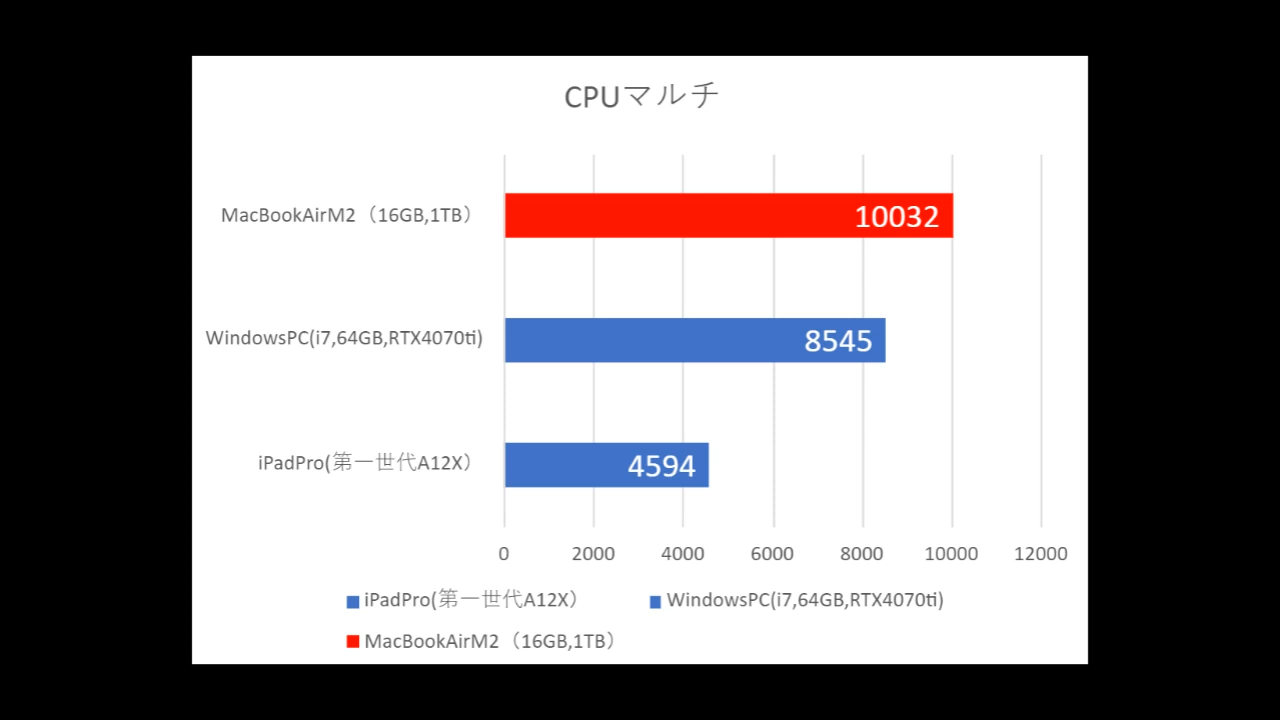 CPUマルチ
MacBookAirM2（16GB,1TB）
10032
WindowsPC(i7,64GB,RTX4070ti)
8545
iPadPro(第一世代A12X）
4594
0 2000 4000 6000 8000 10000 12000
iPadPro(第一世代A12X） WindowsPC(i7,64GB,RTX4070ti)
MacBookAirM2（16GB,1TB）